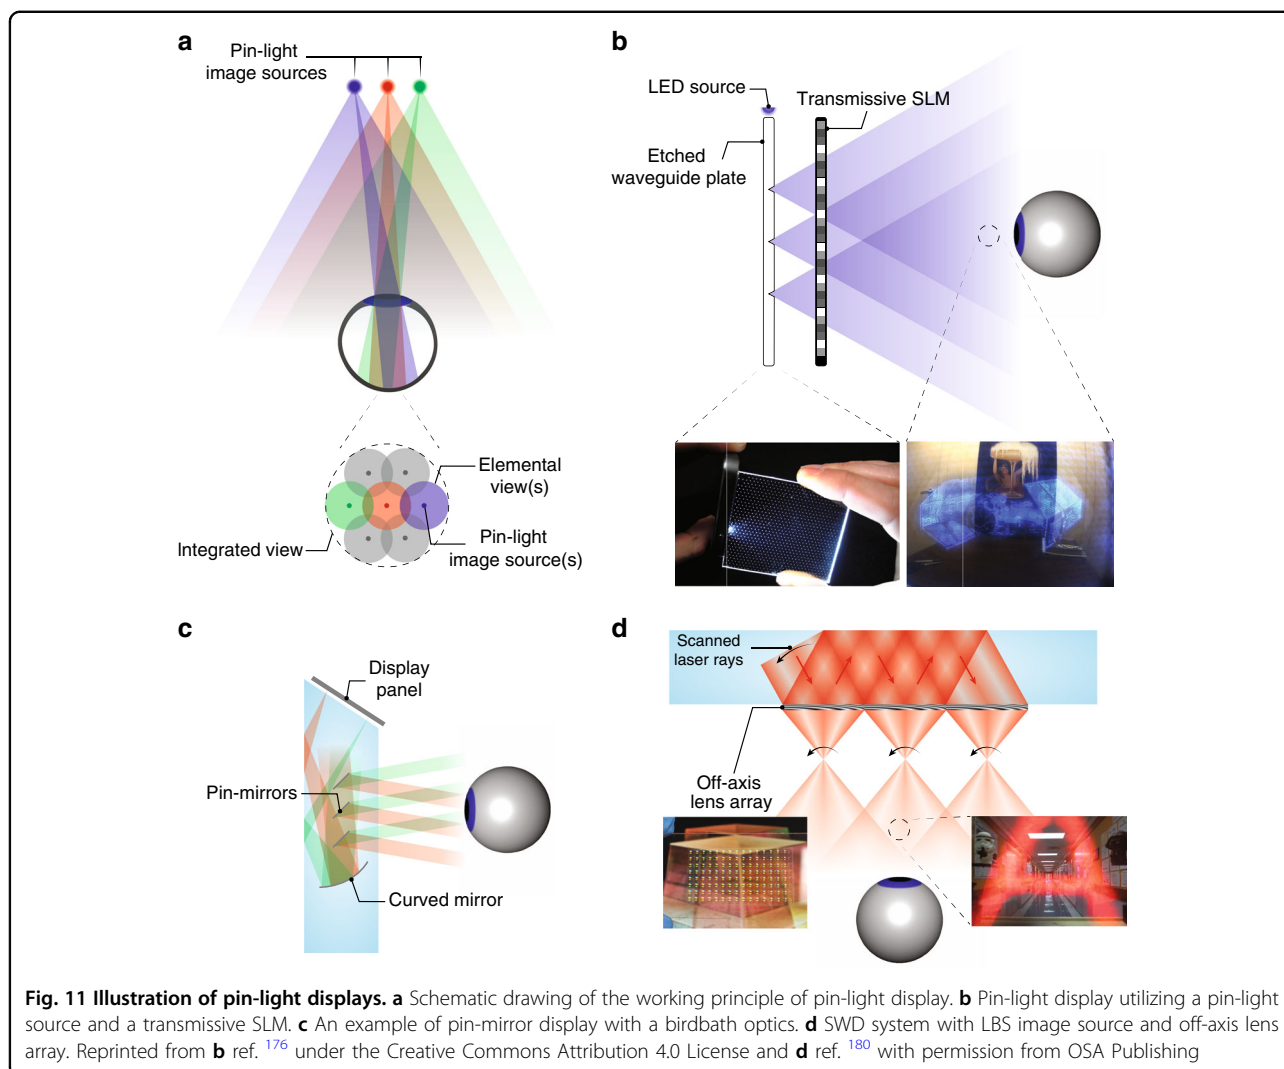 a
Pin-light
image sources
Elemental
view(s)
Integrated view
Pin-light
image source(s)
b
LED source
Transmissive SLM
Etched
waveguide plate
c
Display
panel
Pin-mirrors
Curved mirror
d
Scanned
laser rays
Off-axis
lens array
Fig. 11 Illustration of pin-light displays. a Schematic drawing of the working principle of pin-light display. b Pin-light display utilizing a pin-light
source and a transmissive SLM. c An example of pin-mirror display with a birdbath optics. d SWD system with LBS image source and off-axis lens
array. Reprinted from b ref. 176 under the Creative Commons Attribution 4.0 License and d ref. 180 with permission from OSA Publishing